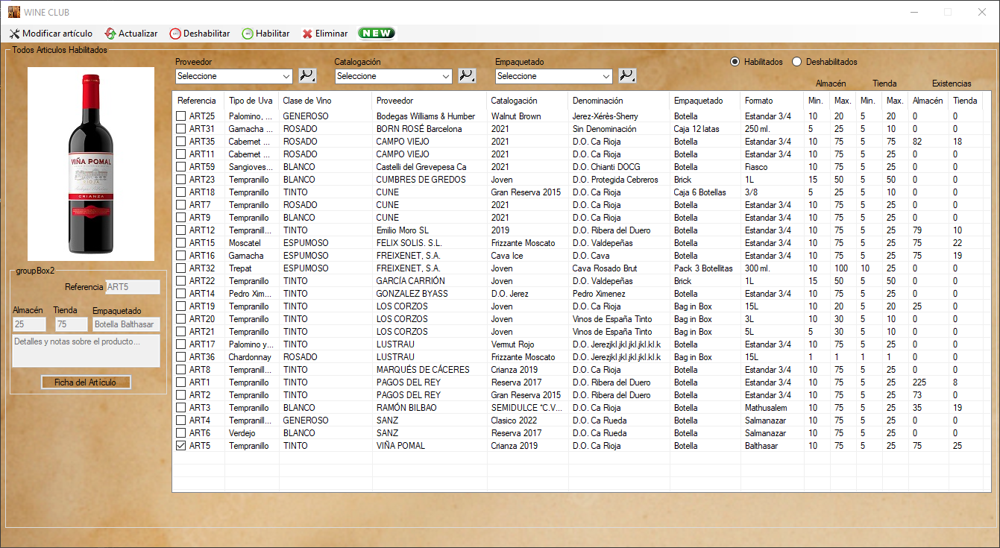 WINE CLUB
Modificar artículo Actualizar Deshabilitar Habilitar Eliminar NEW
Todos Articulos Habilitados
Proveedor Catalogación Empaquetado Habilitados Deshabilitados
Seleccione Seleccione Seleccione
Almacén Tienda Existencias
Referencia Tipo de Uva Clase de Vino Proveedor Catalogación Denominación Empaquetado Formato Min. Max. Min. Max. Almacén Tienda
ART25 Palomino, ... GENEROSO Bodegas Williams & Humber Walnut Brown Jerez-Xérès-Sherry Botella Estandar 3/4 10 20 5 20 0 0
ART31 Garnacha ... ROSADO BORN ROSÉ Barcelona 2021 Sin Denominación Caja 12 latas 250 ml. 5 25 5 10 0 0
ART35 Cabernet ... ROSADO CAMPO VIEJO 2021 D.O. Ca Rioja Botella Estandar 3/4 10 75 5 75 82 18
ART11 Cabernet ... ROSADO CAMPO VIEJO 2021 D.O. Ca Rioja Botella Estandar 3/4 10 75 5 25 0 0
ART59 Sangioves... BLANCO Castelli del Grevepesa Ca 2021 D.O. Chianti DOCG Botella Fiasco 10 75 5 25 0 0
ART23 Tempranillo BLANCO CUMBRES DE GREDOS Joven D.O. Protegida Cebreros Brick 1L 15 50 5 50 0 0
ART18 Tempranillo TINTO CUNE Gran Reserva 2015 D.O. Ca Rioja Caja 6 Botellas 3/8 5 25 5 10 0 0
ART7 Tempranillo ROSADO CUNE 2021 D.O. Ca Rioja Botella Estandar 3/4 10 75 5 25 0 0
ART9 Tempranillo BLANCO CUNE 2021 D.O. Ca Rioja Botella Estandar 3/4 10 75 5 25 0 0
ART12 Tempranillo TINTO Emilio Moro SL 2019 D.O. Ribera del Duero Botella Estandar 3/4 10 75 5 25 79 10
ART15 Moscatel ESPUMOSO FELIX SOLIS. S.L. Frizzante Moscato D.O. Valdepeñas Botella Estandar 3/4 10 75 5 25 75 22
ART16 Garnacha ESPUMOSO FREIXENET, S.A. Cava Ice D.O. Cava Botella Estandar 3/4 10 75 5 25 75 19
ART32 Trepat ESPUMOSO FREIXENET, S.A. Joven Cava Rosado Brut Pack 3 Botellitas 300 ml. 10 100 10 25 0 0
ART22 Tempranillo TINTO GARCÍA CARRIÓN Joven D.O. Valdepeñas Brick 1L 15 50 5 50 0 0
ART14 Pedro Xim... TINTO GONZALEZ BYASS D.O. Jerez Pedro Ximenez Botella Estandar 3/4 10 75 5 25 0 0
ART19 Tempranillo TINTO LOS CORZOS Joven D.O. Ca Rioja Bag in Box 15L 10 20 5 20 25 0
ART20 Tempranillo TINTO LOS CORZOS Joven Vinos de España Tinto Bag in Box 3L 10 30 5 10 0 0
ART21 Tempranillo TINTO LOS CORZOS Joven Vinos de España Tinto Bag in Box 5L 5 30 5 10 0 0
ART17 Palomino y... TINTO LUSTRAU Vermut Rojo D.O. Jerezjkl.jkl.jkl.jkl.kl.k Botella Estandar 3/4 10 75 5 25 0 0
ART36 Chardonnay ROSADO LUSTRAU Frizzante Moscato D.O. Jerezjkl.jkl.jkl.jkl.kl.k Bag in Box 15L 1 1 1 1 0 0
ART8 Tempranill... TINTO MARQUÉS DE CÁCERES Crianza 2019 D.O. Ca Rioja Botella Estandar 3/4 10 75 5 25 0 0
ART1 Tempranill... TINTO PAGOS DEL REY Reserva 2017 D.O. Ribera del Duero Botella Estandar 3/4 10 75 5 25 225 8
ART2 Tempranillo TINTO PAGOS DEL REY Gran Reserva 2015 D.O. Ribera del Duero Botella Estandar 3/4 10 75 5 25 73 0
ART3 Tempranillo BLANCO RAMÓN BILBAO SEMIDULCE "C.V... D.O. Ca Rioja Botella Mathusalem 10 75 5 25 35 19
ART4 Tempranill... GENEROSO SANZ Clasico 2022 D.O. Ca Rueda Botella Salmanazar 10 75 5 25 0 0
ART6 Verdejo BLANCO SANZ Reserva 2017 D.O. Ca Rueda Botella Salmanazar 10 75 5 25 0 0
ART5 Tempranillo TINTO VIÑA POMAL Crianza 2019 D.O. Ca Rioja Botella Balthasar 10 75 5 25 75 25
VIÑA POMAL
RIOJA
CRIANZA
groupBox2
Referencia ART5
Almacén Tienda Empaquetado
25 75 Botella Balthasar
Detalles y notas sobre el producto...
Ficha del Artículo